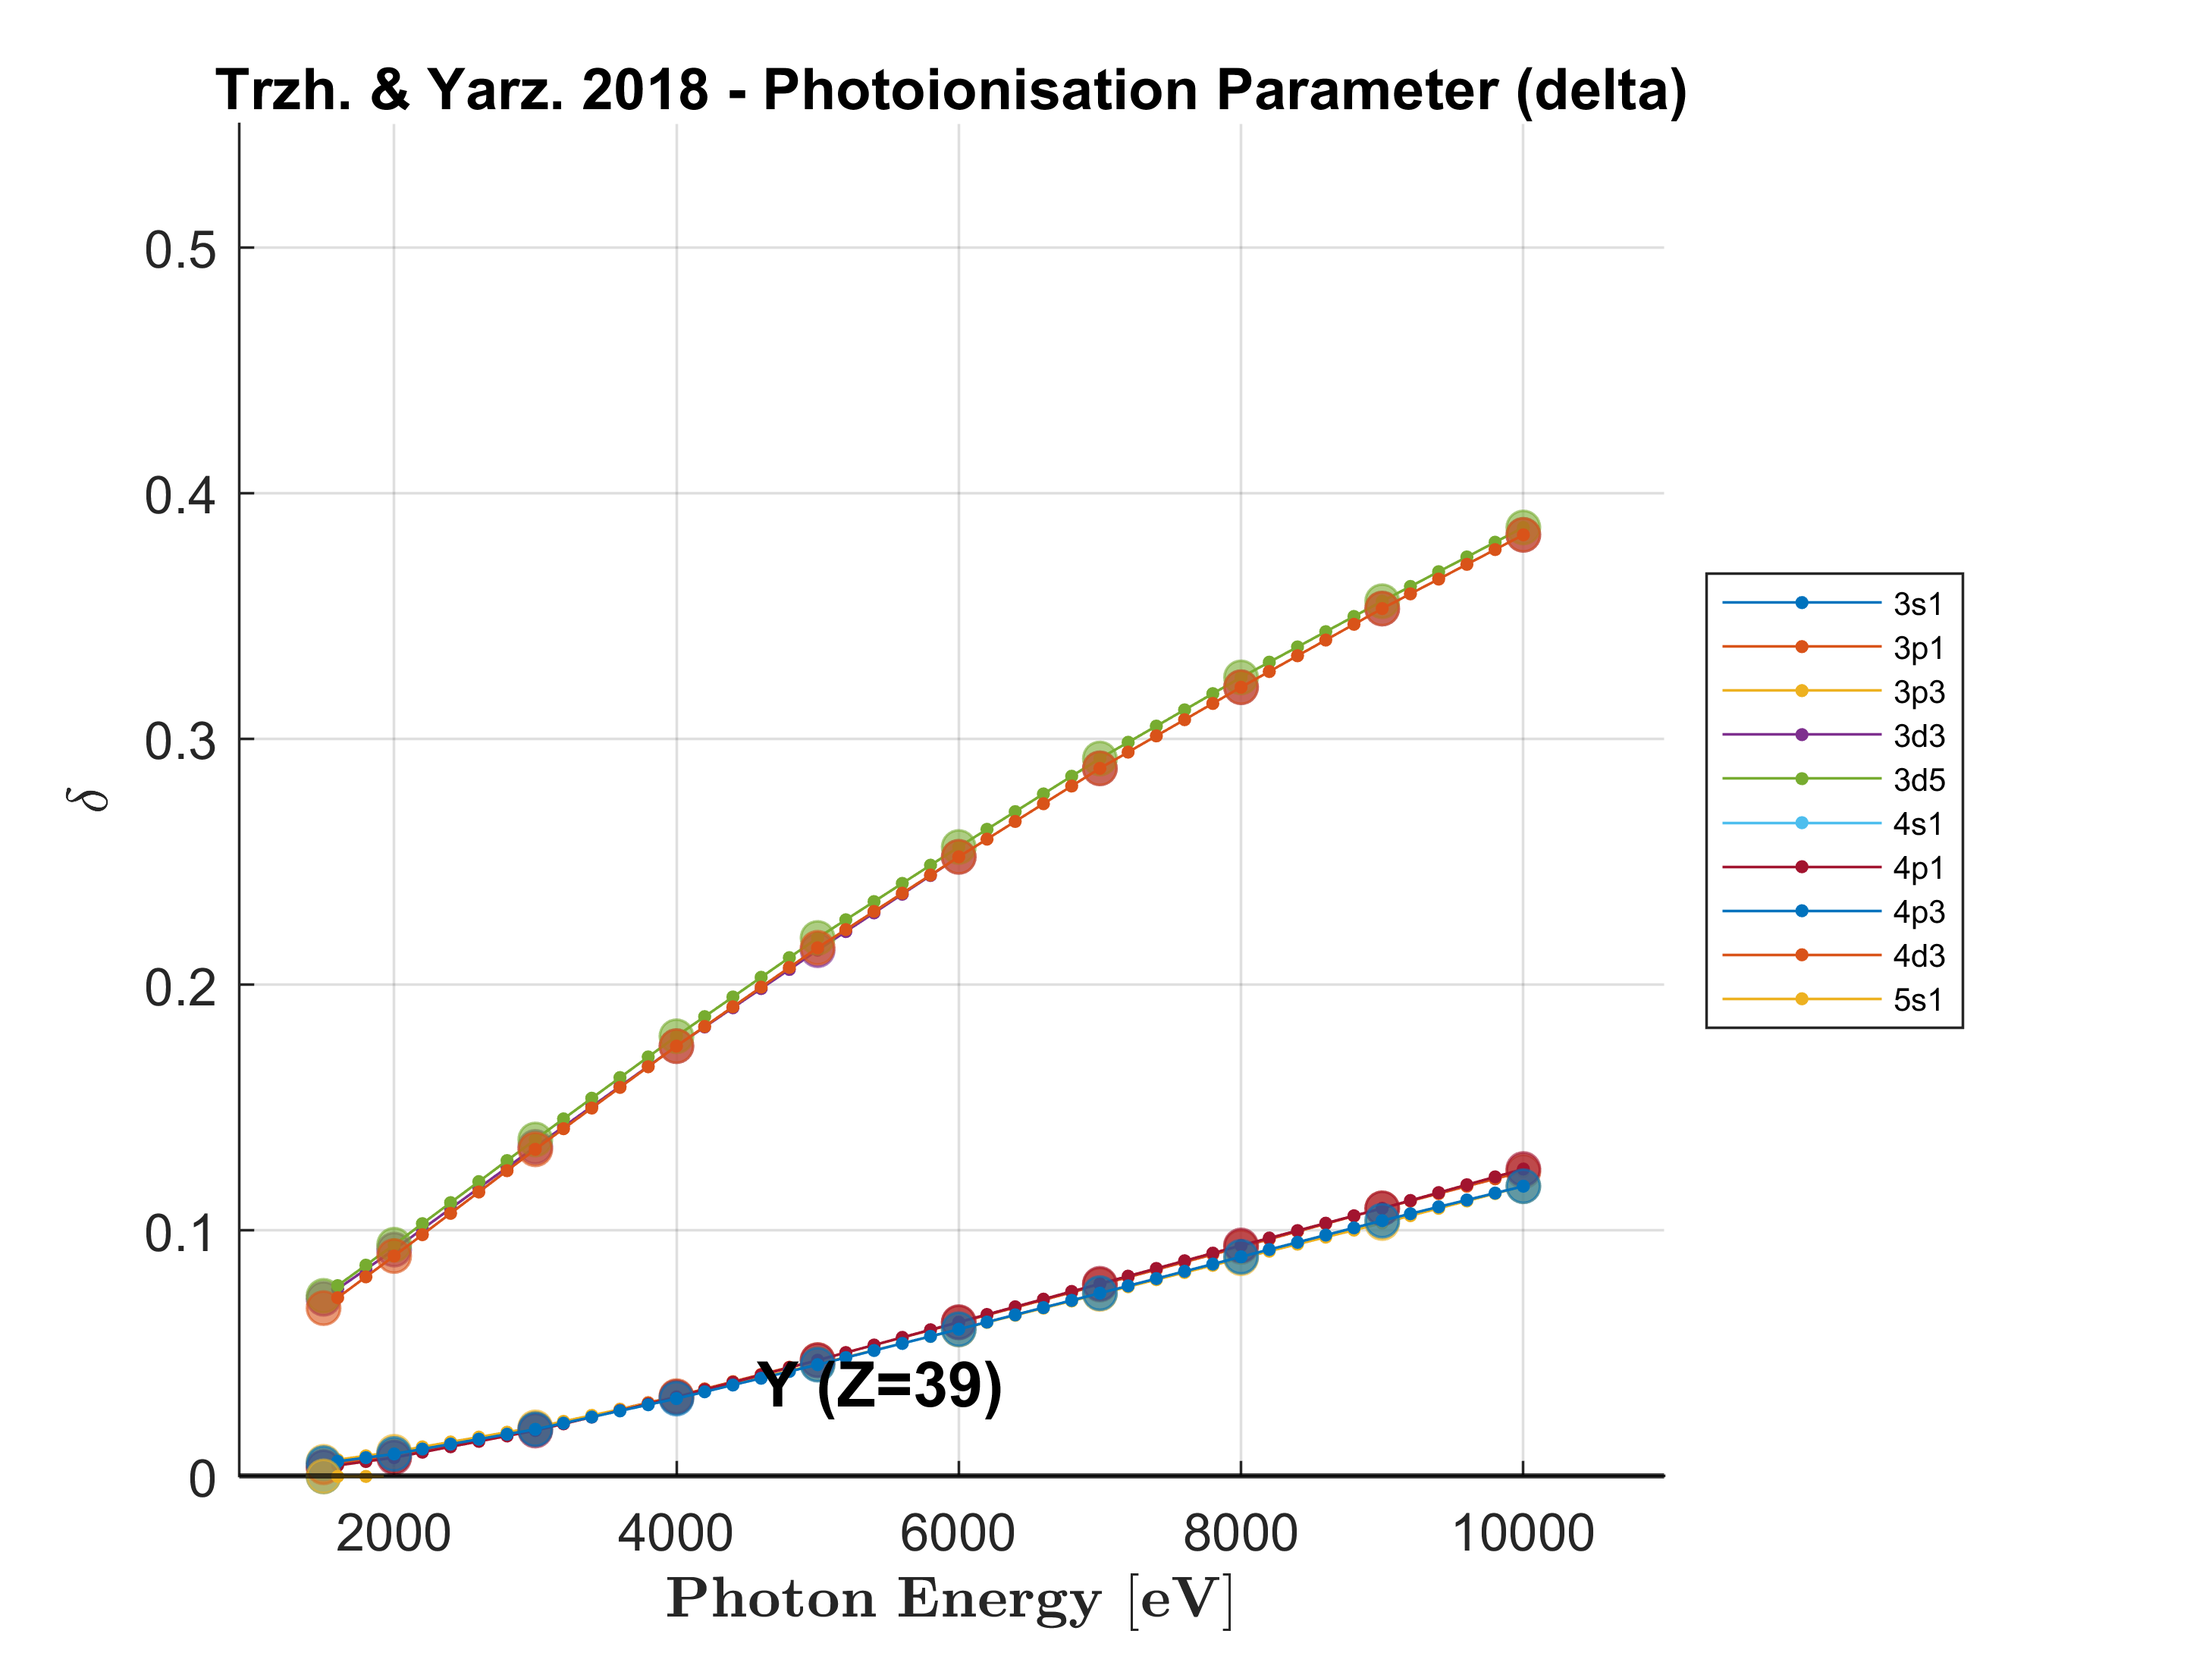 Trzh. & Yarz. 2018 - Photoionisation Parameter (delta)
0.5
0.4
0.3
0.2
0.1
0
δ
2000 4000 6000 8000 10000
Photon Energy [eV]
Y (Z=39)
3s1
3p1
3p3
3d3
3d5
4s1
4p1
4p3
4d3
5s1